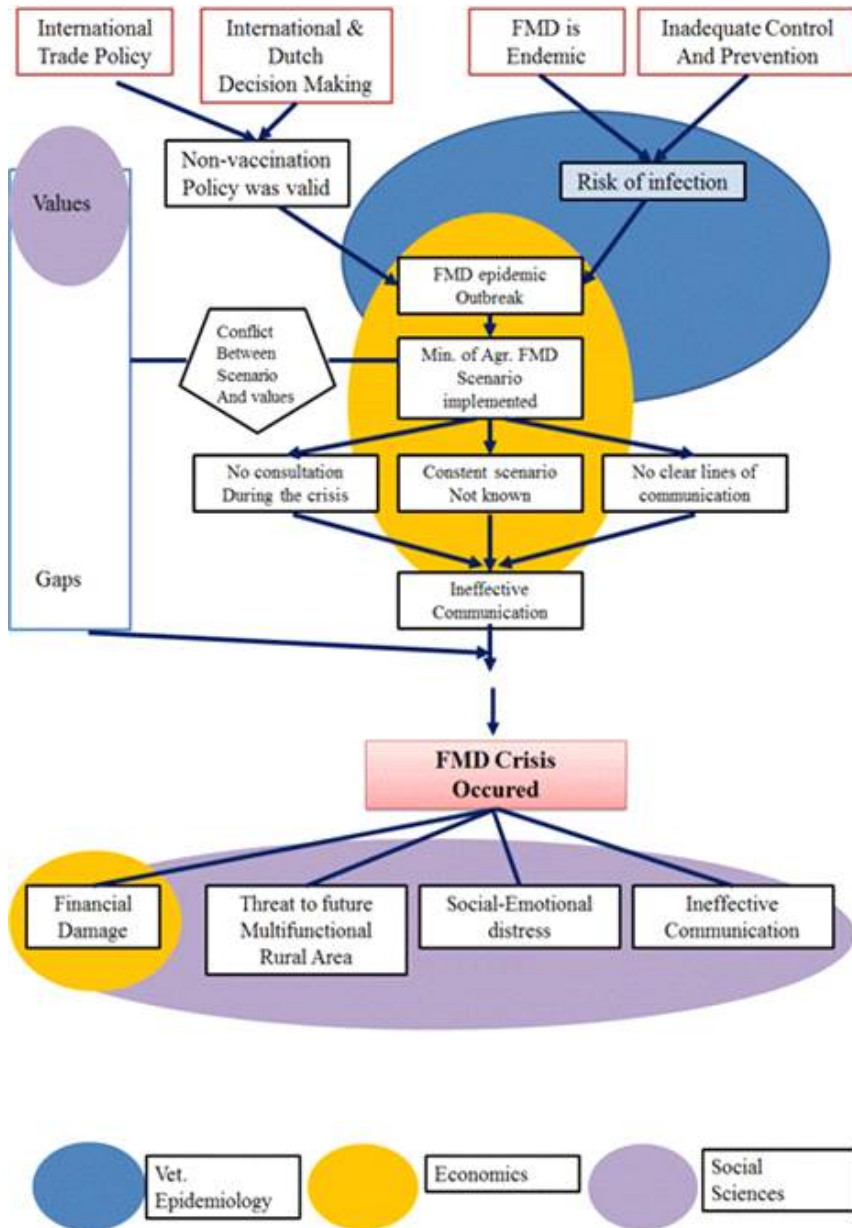 International
Trade Policy
International &
Dutch
Decision Making
FMD is
Endemic
Inadequate Control
And Prevention
Non-vaccination
Policy was valid
Risk of infection
Values
FMD epidemic
Outbreak
Conflict
Between
Scenario
And values
Min. of Agr. FMD
Scenario
implemented
No consultation
During the crisis
Constent scenario
Not known
No clear lines of
communication
Gaps
Ineffective
Communication
FMD Crisis
Occured
Financial
Damage
Threat to future
Multifunctional
Rural Area
Social-Emotional
distress
Ineffective
Communication
Vet.
Epidemiology
Economics
Social
Sciences